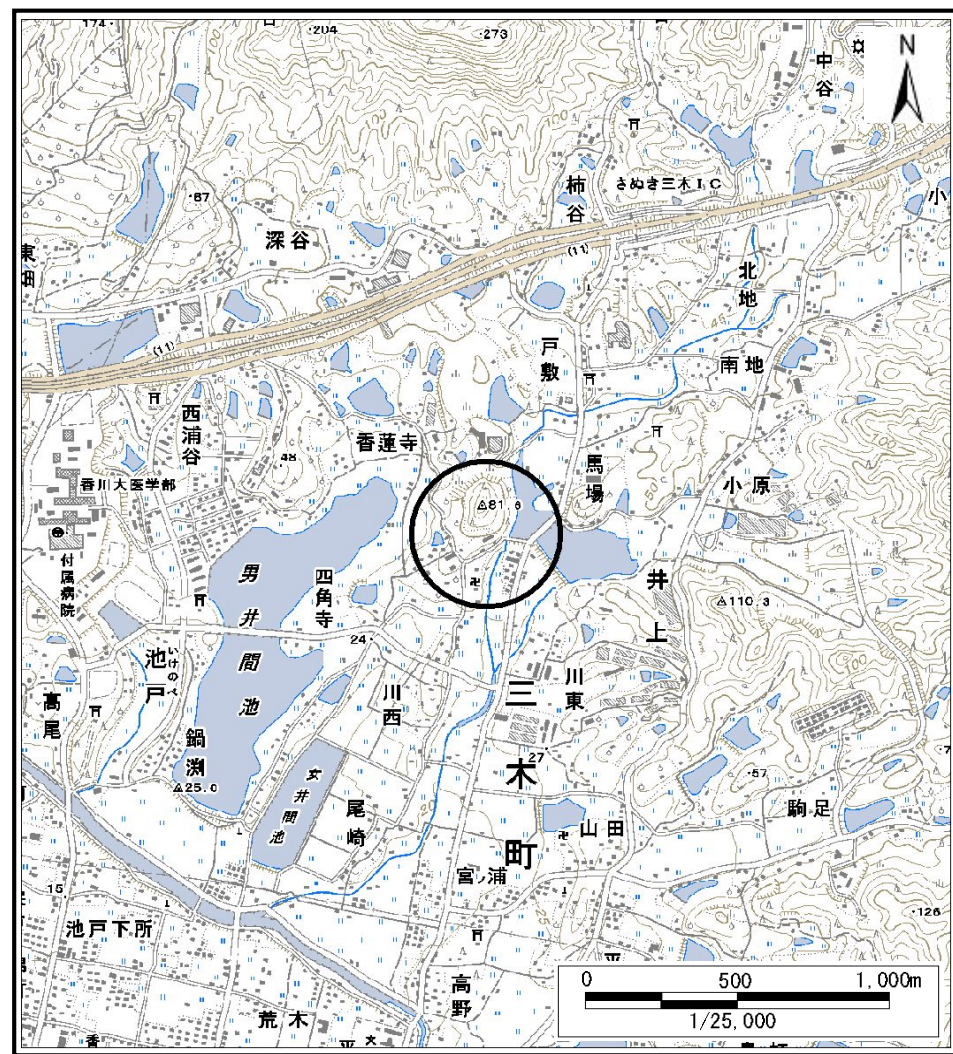 174
204
273
中谷
N
柿谷
さぬき三木IC
67
深谷
東畑
小
(11)
北地
(11)
戸敷
南地
西浦谷
香蓮寺
48
馬場
香川大医学部
△81.6
小原
付属病院
男井間池
四角寺
井上
△110.3
24
池戸
いけのべ
川西
川東
高尾
三木町
鍋渕
27
女井間池
57
△25.0
尾崎
駒足
山田
15
宮ノ浦
126
池戸下所
高野
荒木
0 500 1,000m
1/25,000